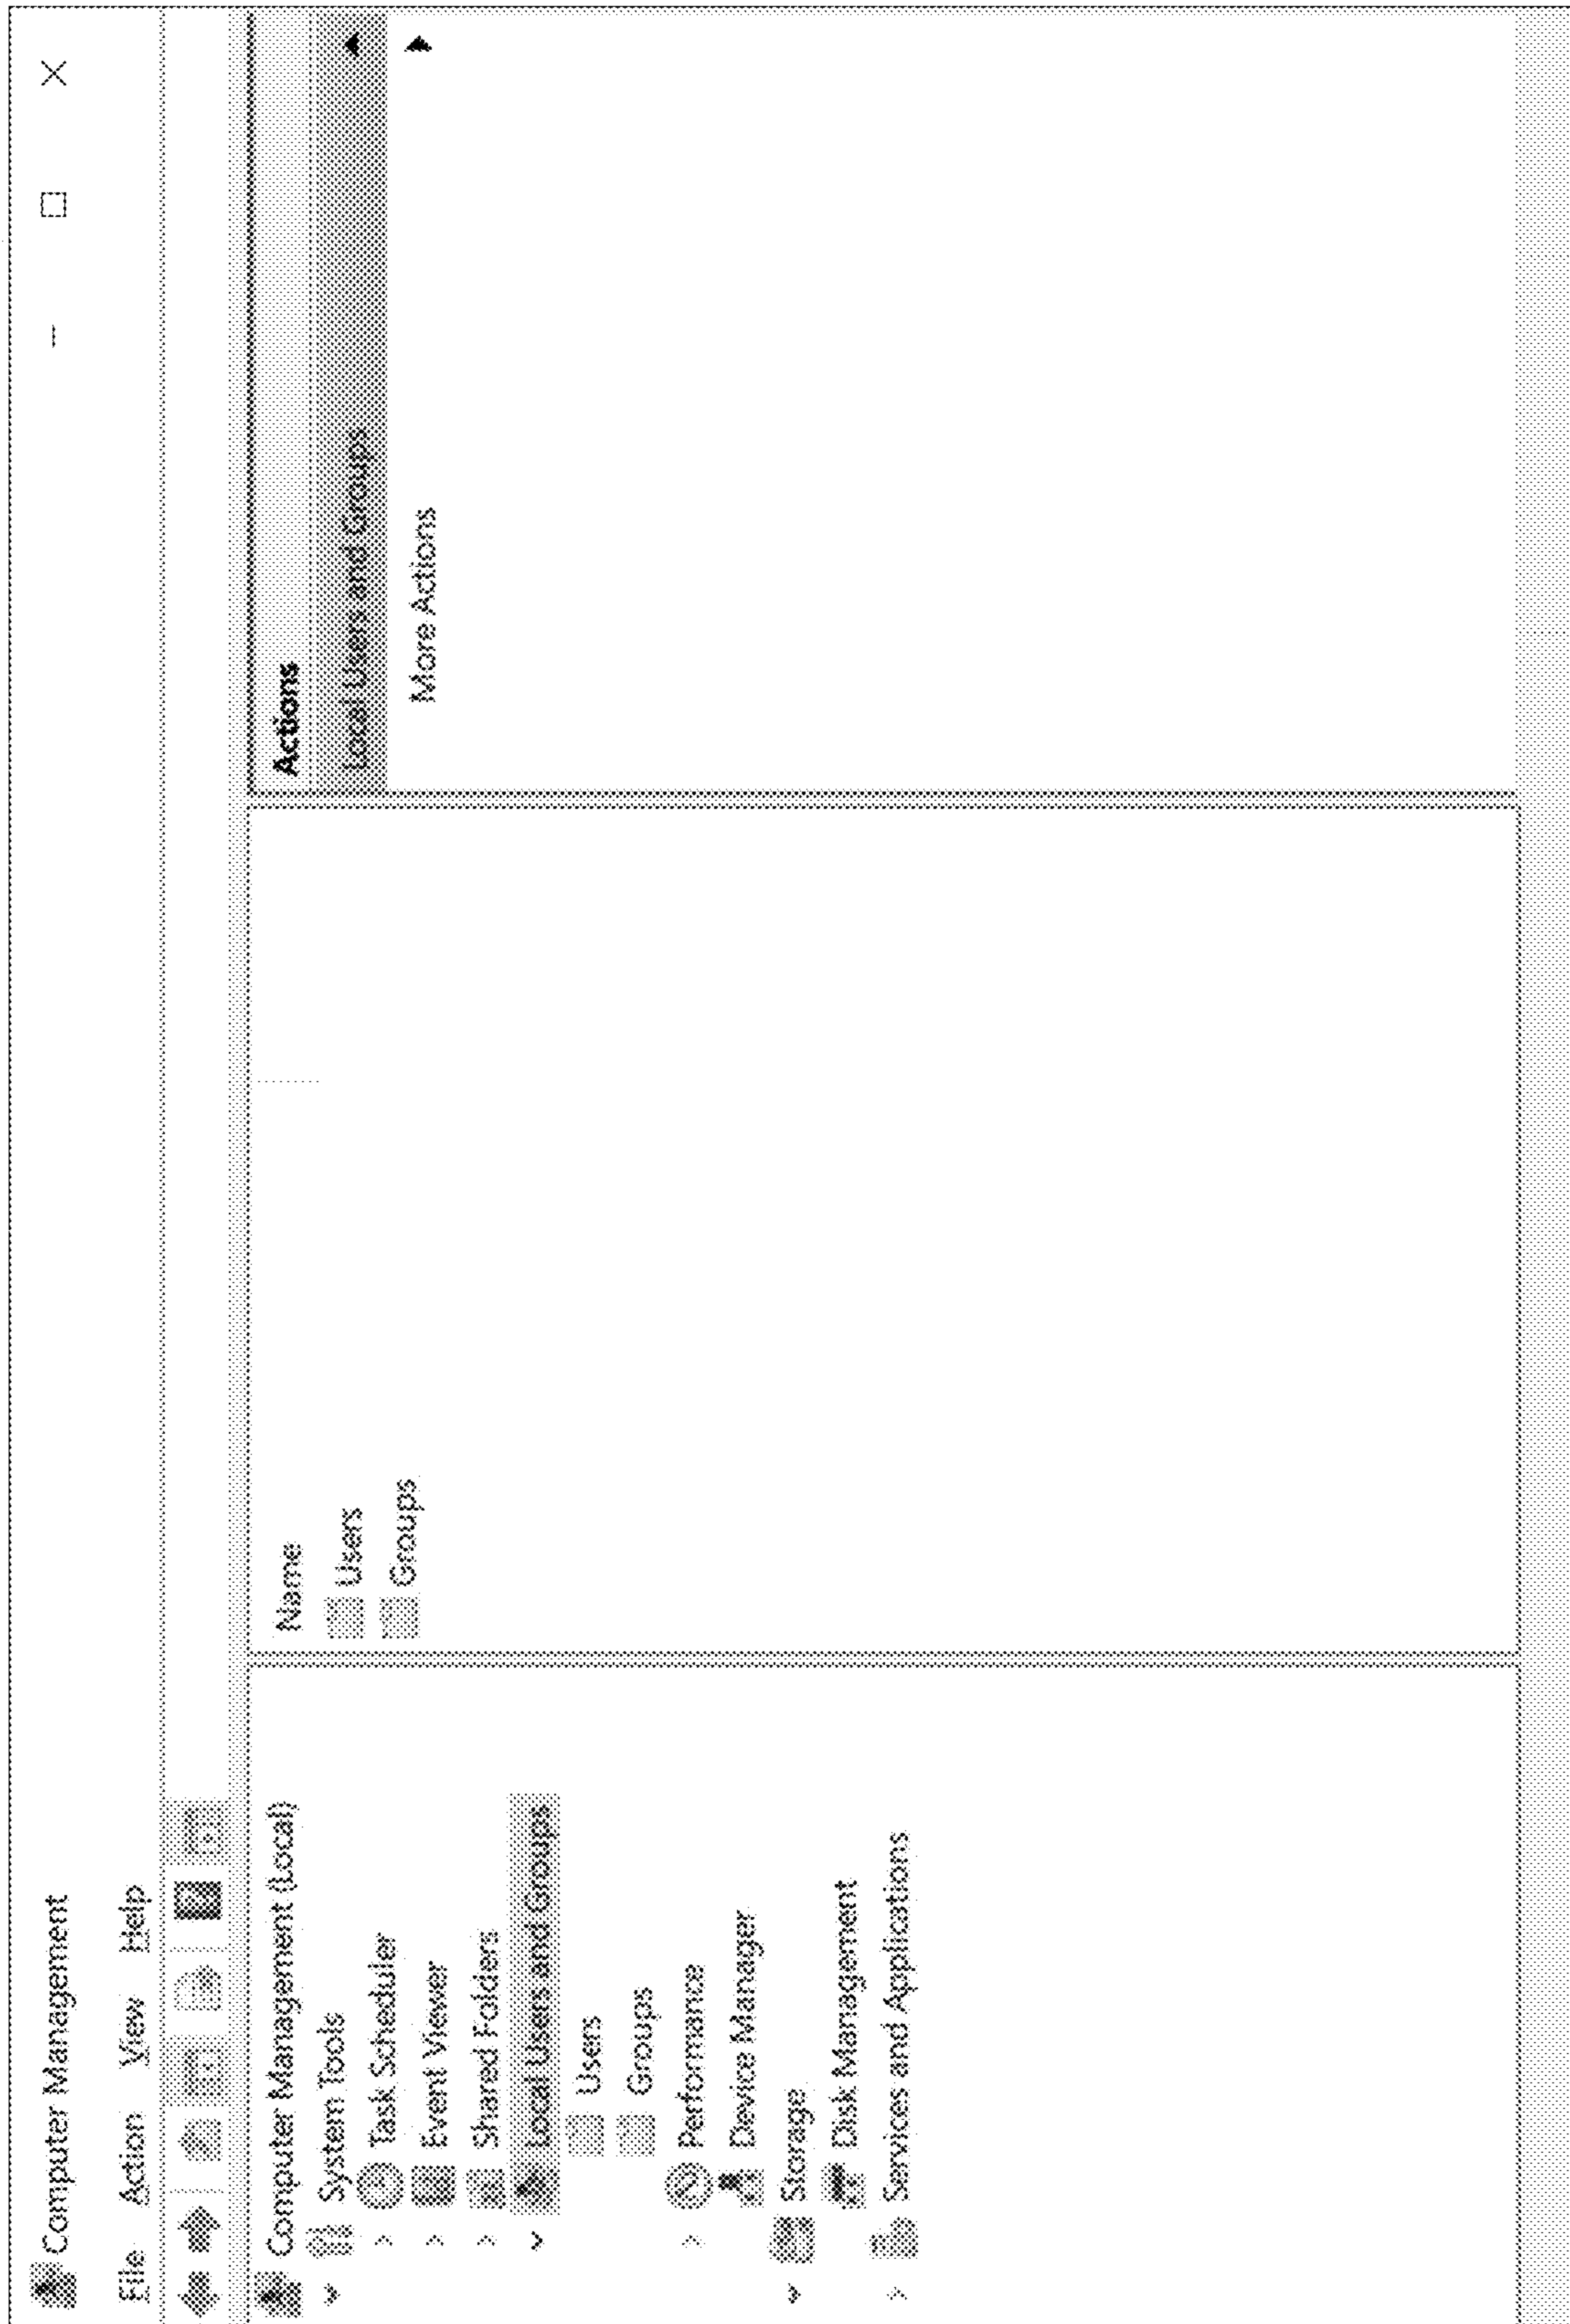 Computer Management
File Action View Help
Computer Management (Local)
System Tools
Task Scheduler
Event Viewer
Shared Folders
Local Users and Groups
Users
Groups
Performance
Device Manager
Storage
Disk Management
Services and Applications
Name
Users
Groups
Actions
Local Users and Groups
More Actions